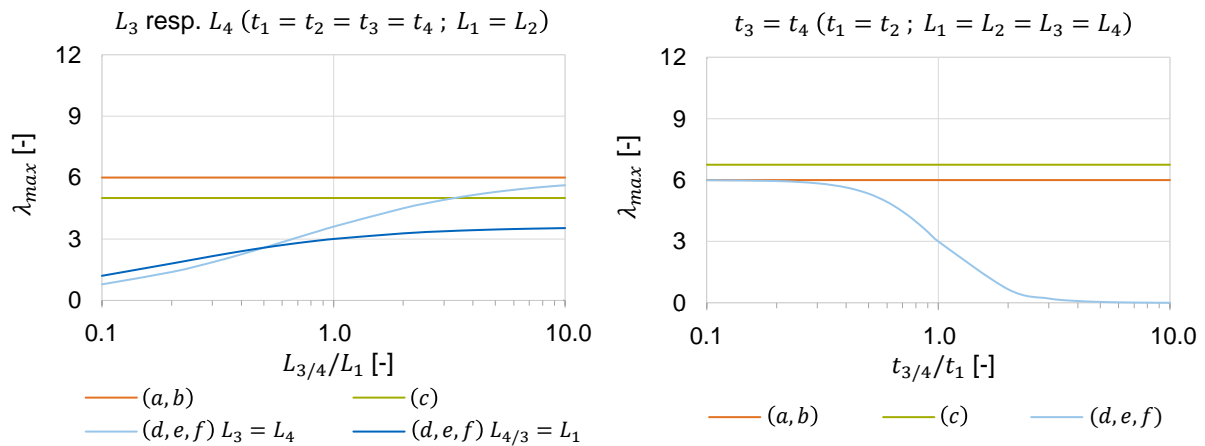 L₃ resp. L₄ (t₁ = t₂ = t₃ = t₄ ; L₁ = L₂)
12
9
6
3
0
λₘₐₓ [-]
0.1
1.0
10.0
L₃/₄/L₁ [-]
(a, b)
(c)
(d, e, f) L₃ = L₄
(d, e, f) L₄/₃ = L₁
t₃ = t₄ (t₁ = t₂ ; L₁ = L₂ = L₃ = L₄)
12
9
6
3
0
λₘₐₓ [-]
0.1
1.0
10.0
t₃/₄/t₁ [-]
(a, b)
(c)
(d, e, f)